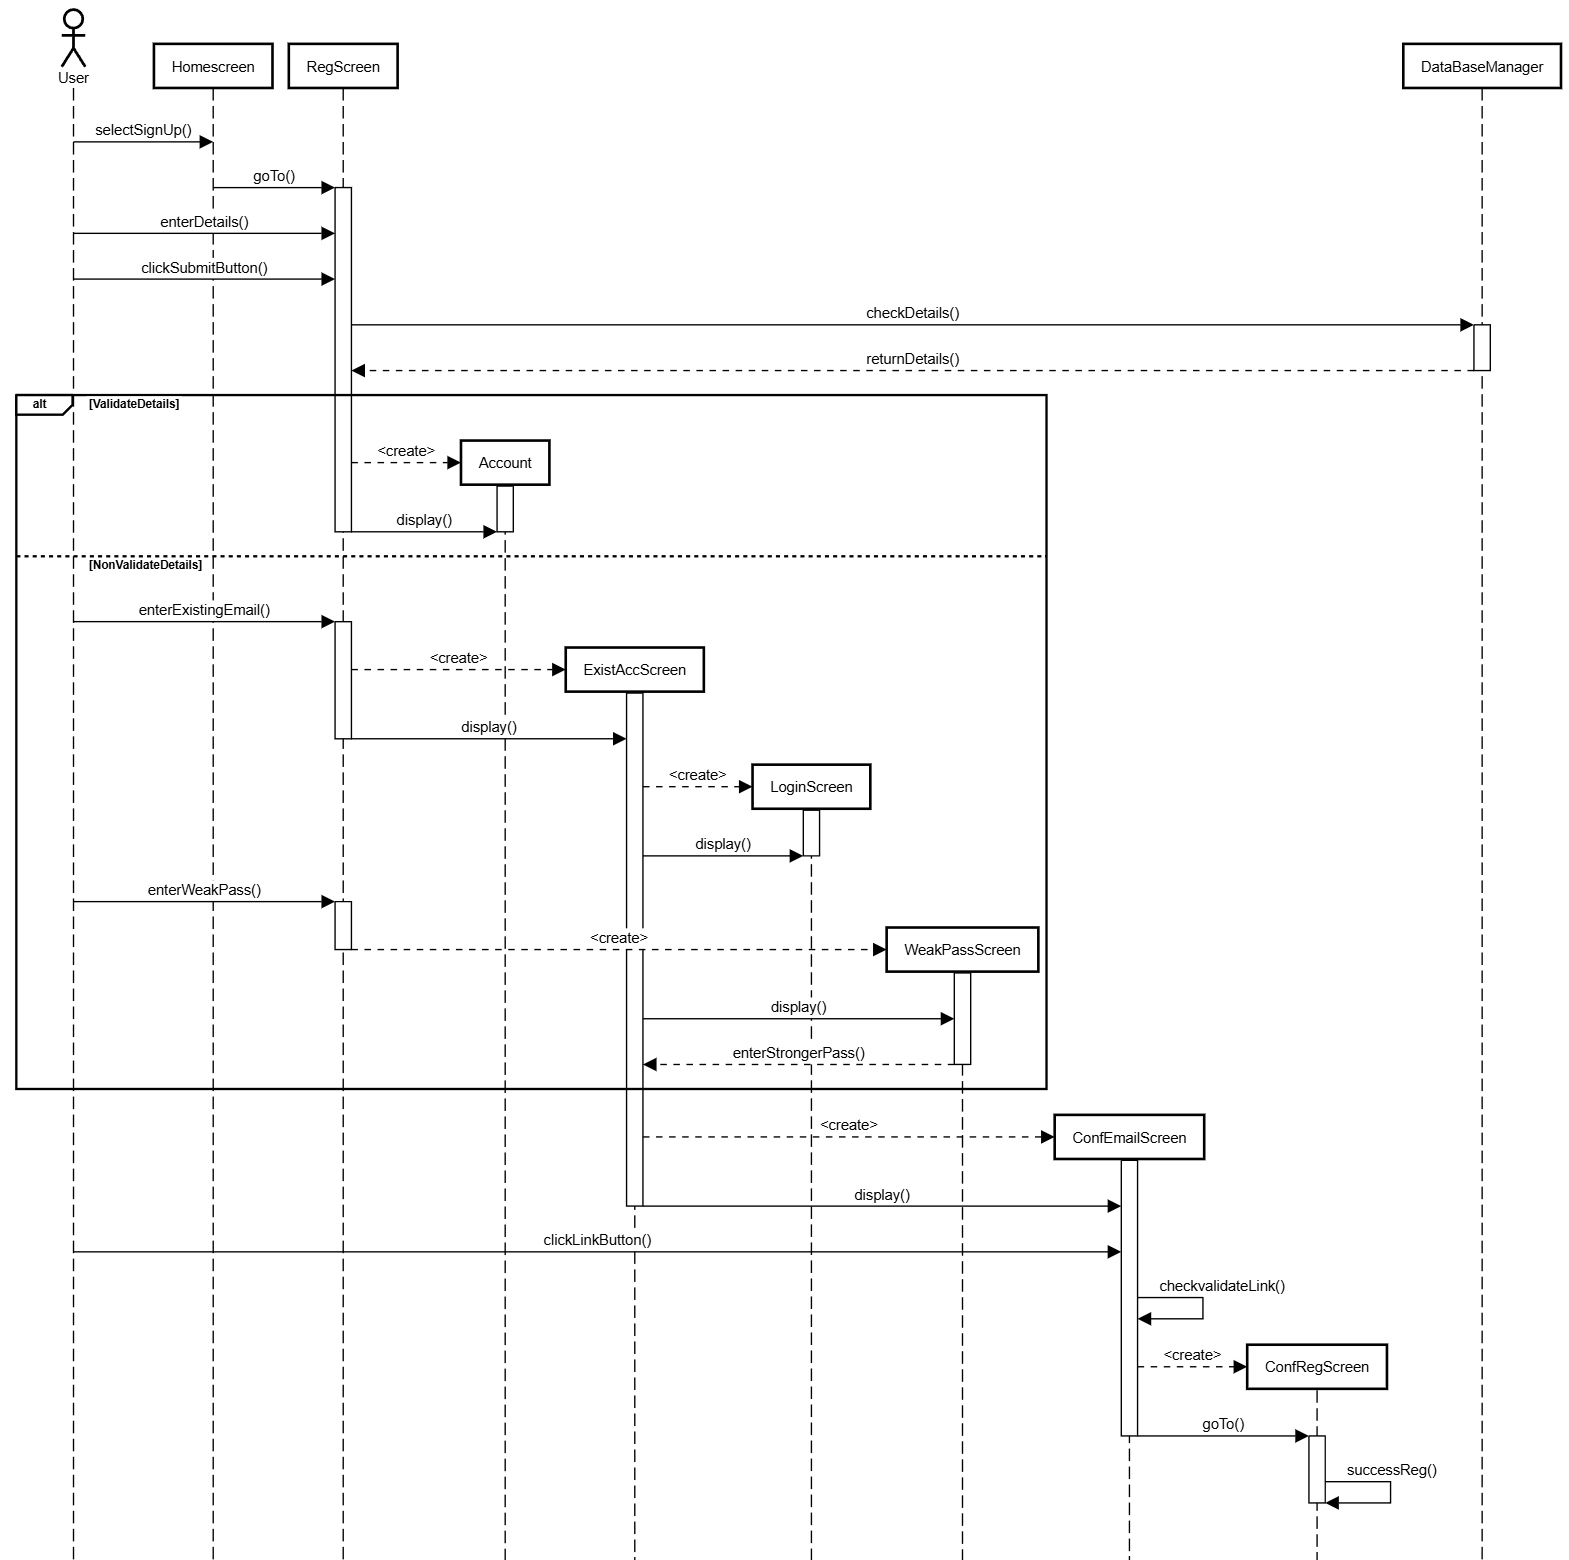 User
Homescreen
RegScreen
DataBaseManager
selectSignUp()
goTo()
enterDetails()
clickSubmitButton()
checkDetails()
returnDetails()
alt
[ValidateDetails]
<create>
Account
display()
[NonValidateDetails]
enterExistingEmail()
<create>
ExistAccScreen
display()
<create>
LoginScreen
display()
enterWeakPass()
<create>
WeakPassScreen
display()
enterStrongerPass()
<create>
ConfEmailScreen
display()
clickLinkButton()
checkvalidateLink()
<create>
ConfRegScreen
goTo()
successReg()